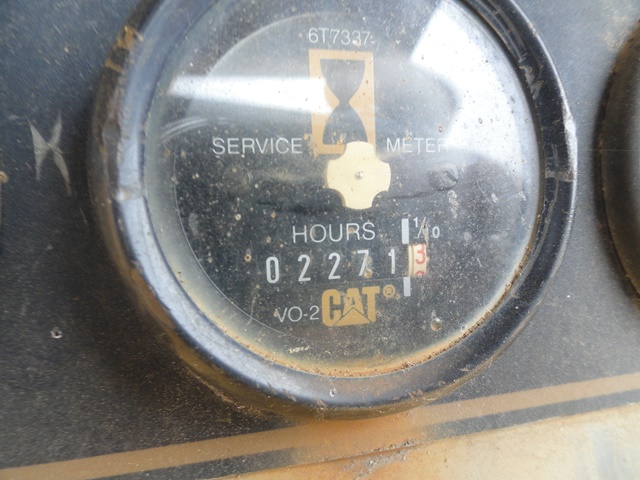 6T7337
SERVICE METER
HOURS 1/10
02271 3
VO-2 CAT®